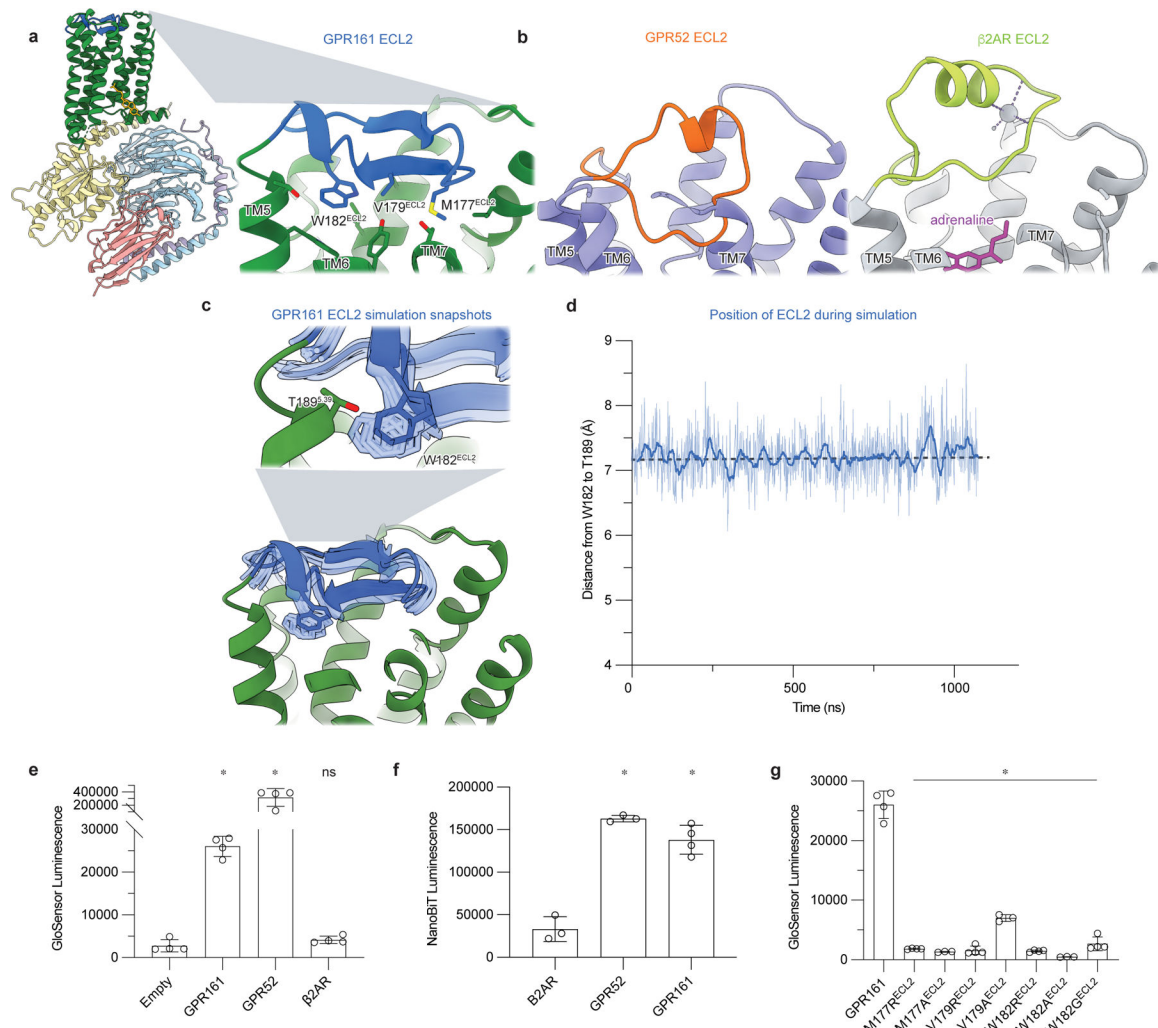 a
GPR161 ECL2
TM5
W182ECL2
V179ECL2
M177ECL2
TM6
TM7
b
GPR52 ECL2
TM5
TM6
TM7
β2AR ECL2
adrenaline
TM5
TM6
TM7
c
GPR161 ECL2 simulation snapshots
T1895.39
W182ECL2
d
Position of ECL2 during simulation
Distance from W182 to T189 (Å)
9
8
7
6
5
4
0
500
1000
Time (ns)
e
* * ns
GloSensor Luminescence
400000
200000
30000
20000
10000
0
Empty
GPR161
GPR52
β2AR
f
* *
NanoBiT Luminescence
200000
150000
100000
50000
0
B2AR
GPR52
GPR161
g
*
GloSensor Luminescence
30000
20000
10000
0
GPR161
M177RECL2
M177AECL2
V179RECL2
V179AECL2
W182RECL2
W182AECL2
W182GECL2